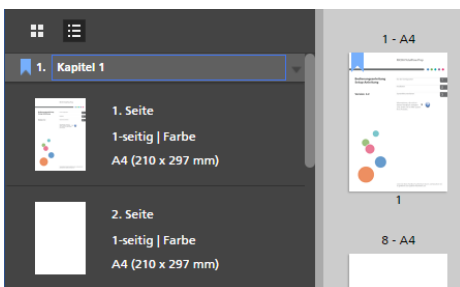 1. Kapitel 1
1. Seite
1-seitig | Farbe
A4 (210 x 297 mm)
2. Seite
1-seitig | Farbe
A4 (210 x 297 mm)
1 - A4
1
8 - A4